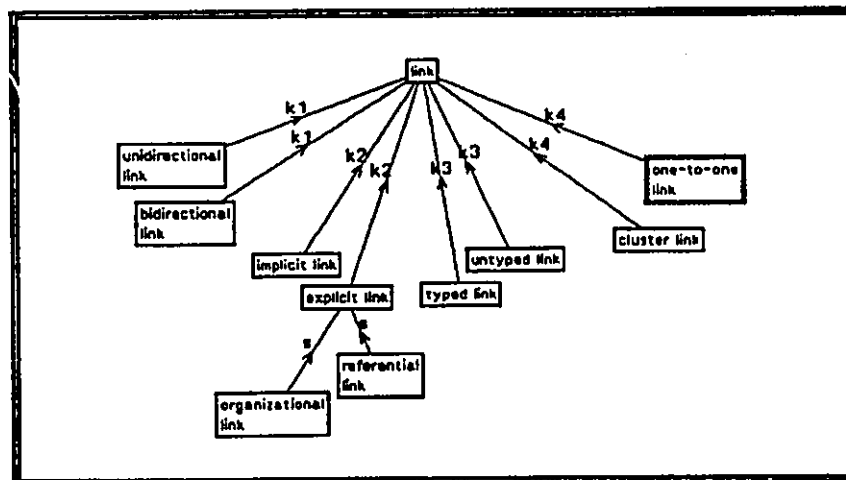 link
k1
k1
k2
k2
k3
k3
k4
k4
unidirectional
link
bidirectional
link
implicit link
explicit link
typed link
untyped link
cluster link
one-to-one
link
s
s
organizational
link
referential
link